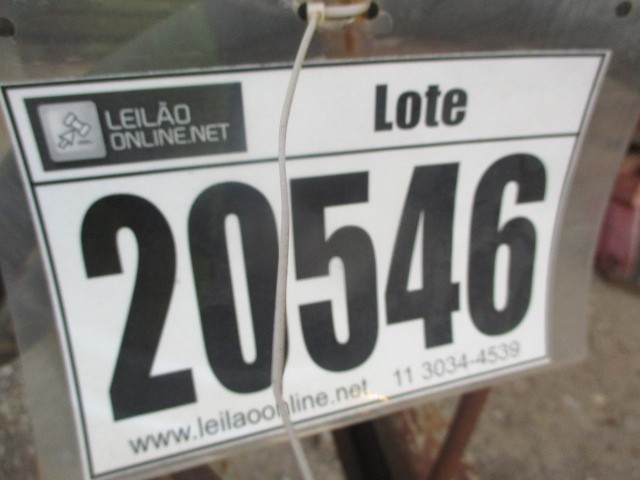 LEILÃO
ONLINE.NET
Lote
20546
www.leilaoonline.net 11 3034-4539